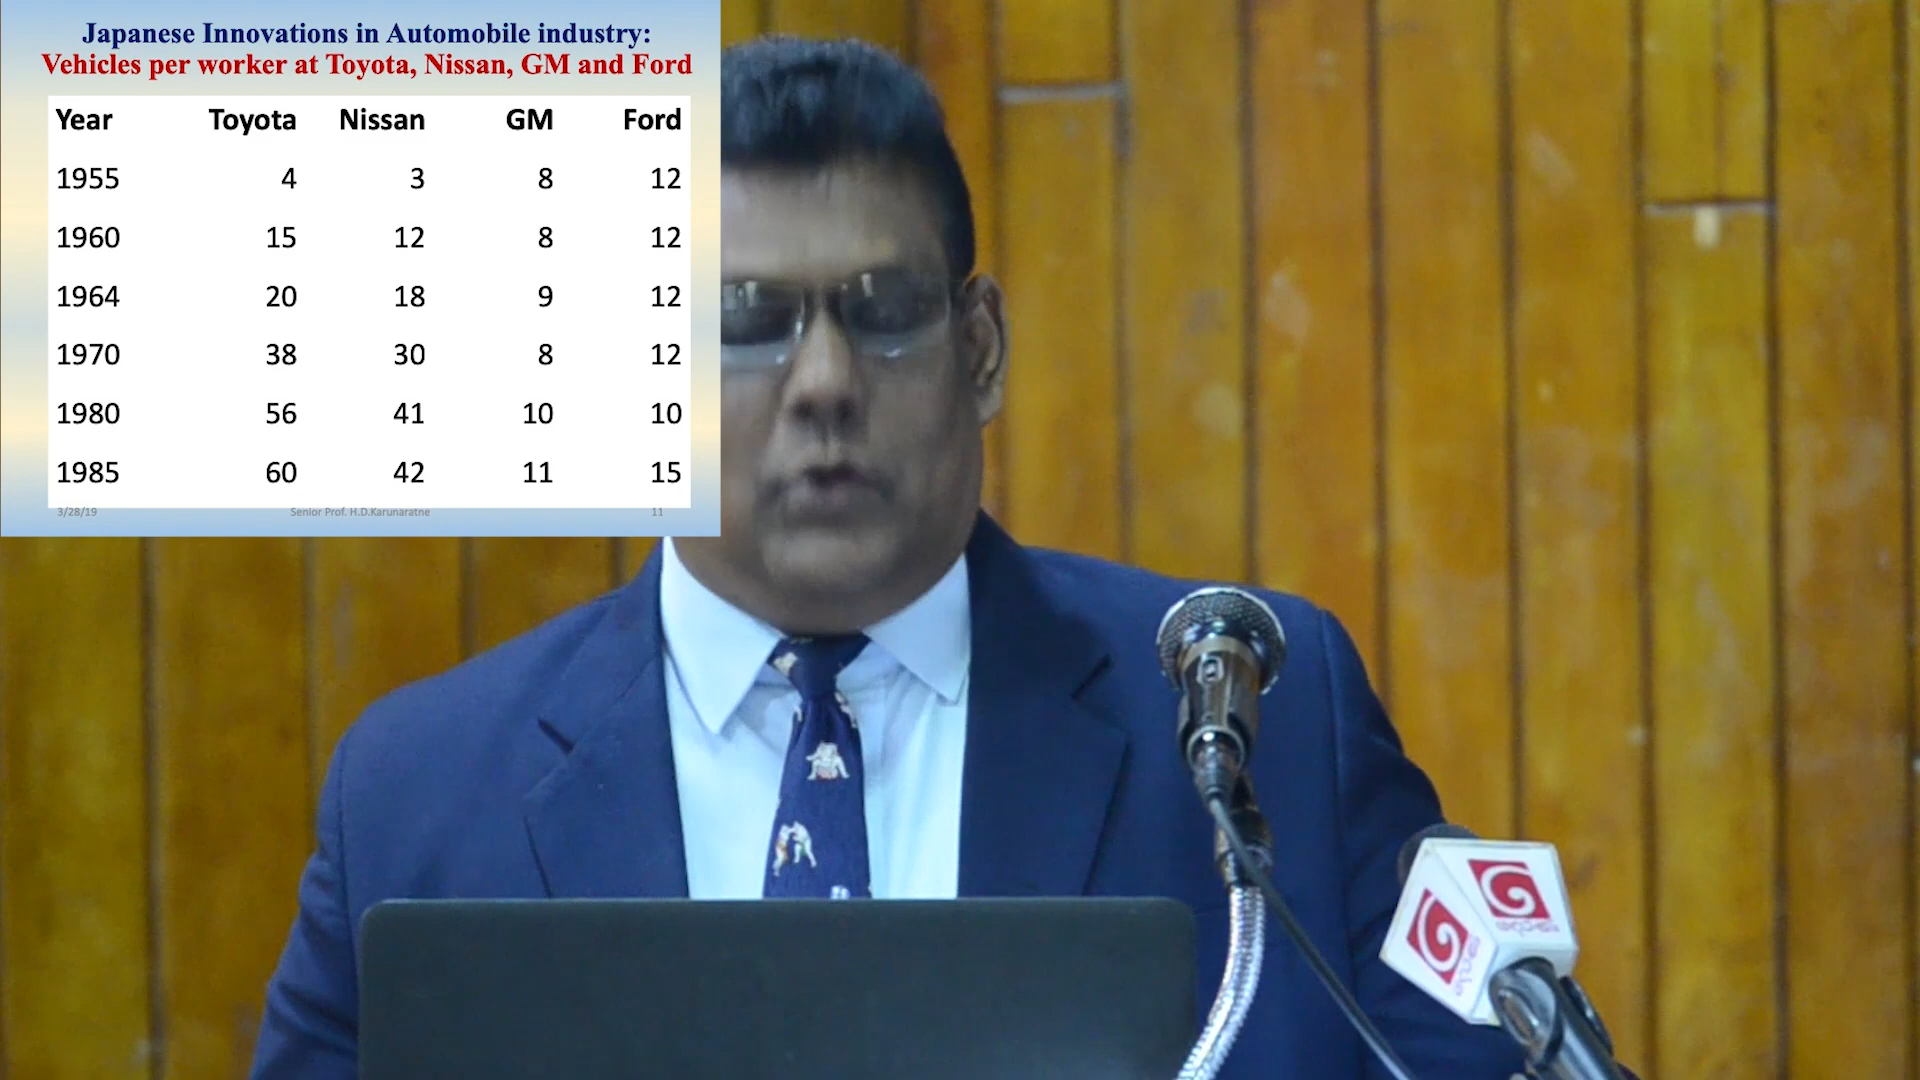 Japanese Innovations in Automobile industry:
Vehicles per worker at Toyota, Nissan, GM and Ford
Year Toyota Nissan GM Ford
1955 4 3 8 12
1960 15 12 8 12
1964 20 18 9 12
1970 38 30 8 12
1980 56 41 10 10
1985 60 42 11 15
3/28/19 Senior Prof. H.D.Karunaratne 11